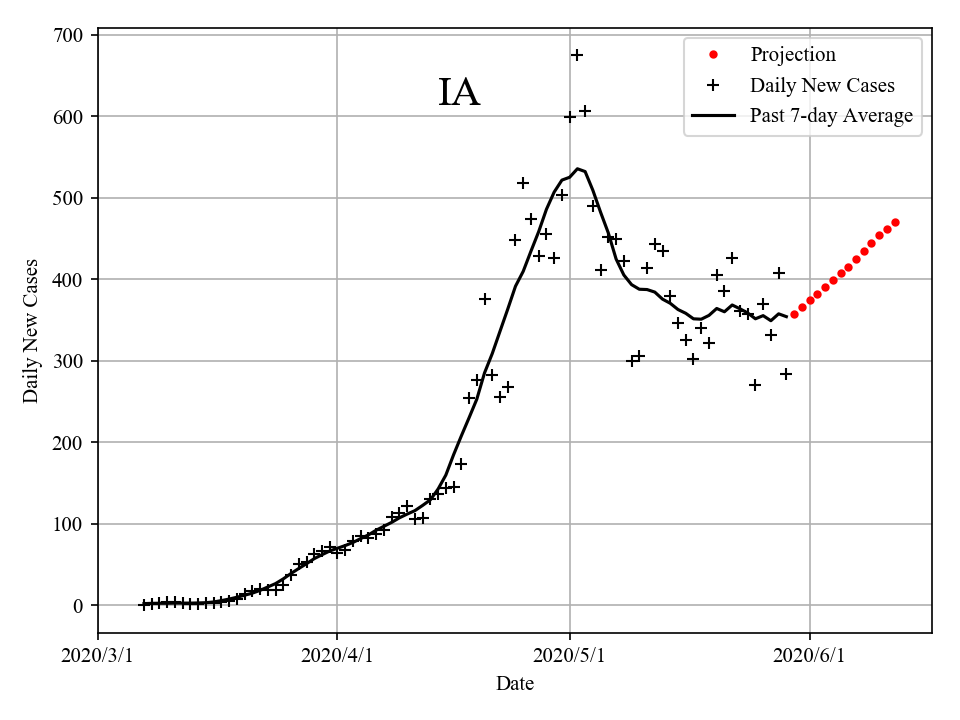 700
600
500
400
300
200
100
0
Daily New Cases
IA
Projection
Daily New Cases
Past 7-day Average
2020/3/1
2020/4/1
2020/5/1
2020/6/1
Date